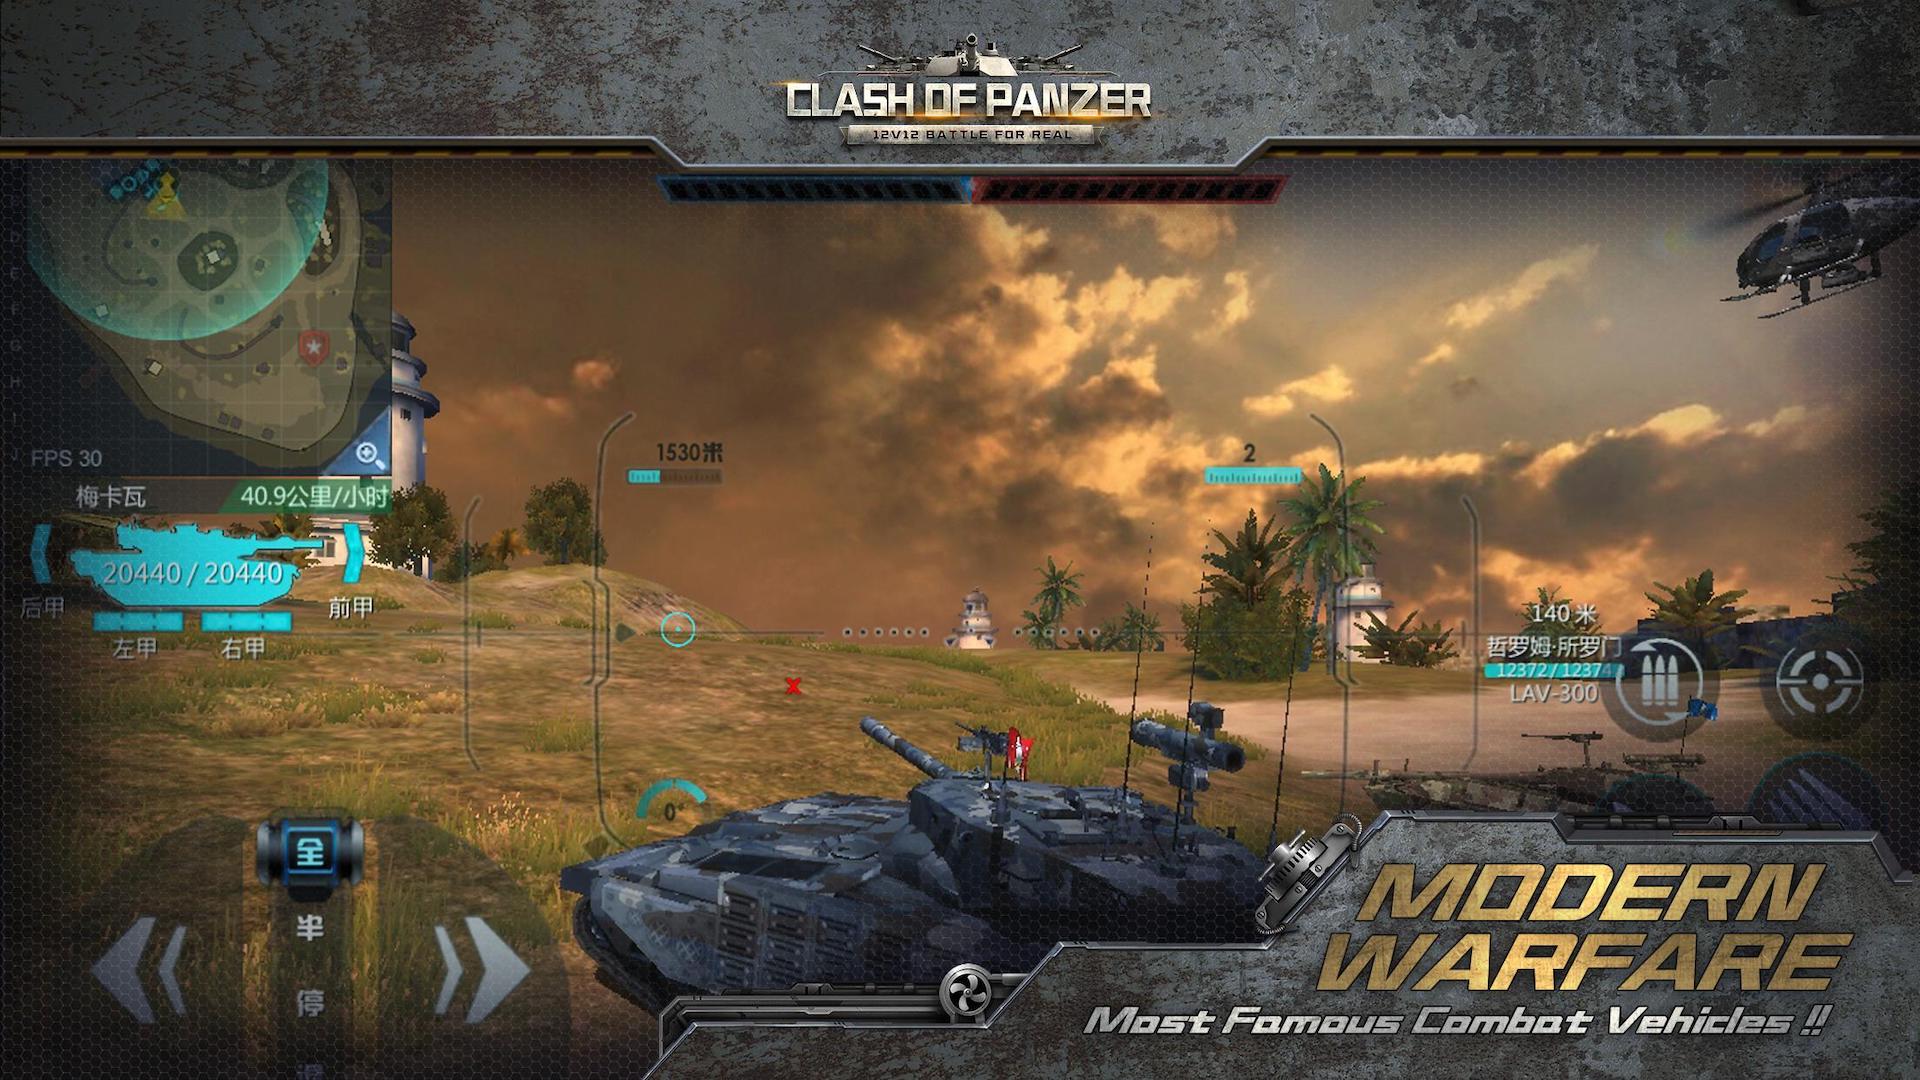 CLASH OF PANZER
12V12 BATTLE FOR REAL
FPS 30
梅卡瓦
40.9公里/小时
20440/20440
后甲
前甲
左甲
右甲
1530米
2
140 米
哲罗姆·所罗门
12372/12374
LAV-300
0°
全
半
停
MODERN
WARFARE
Most Famous Combat Vehicles !!